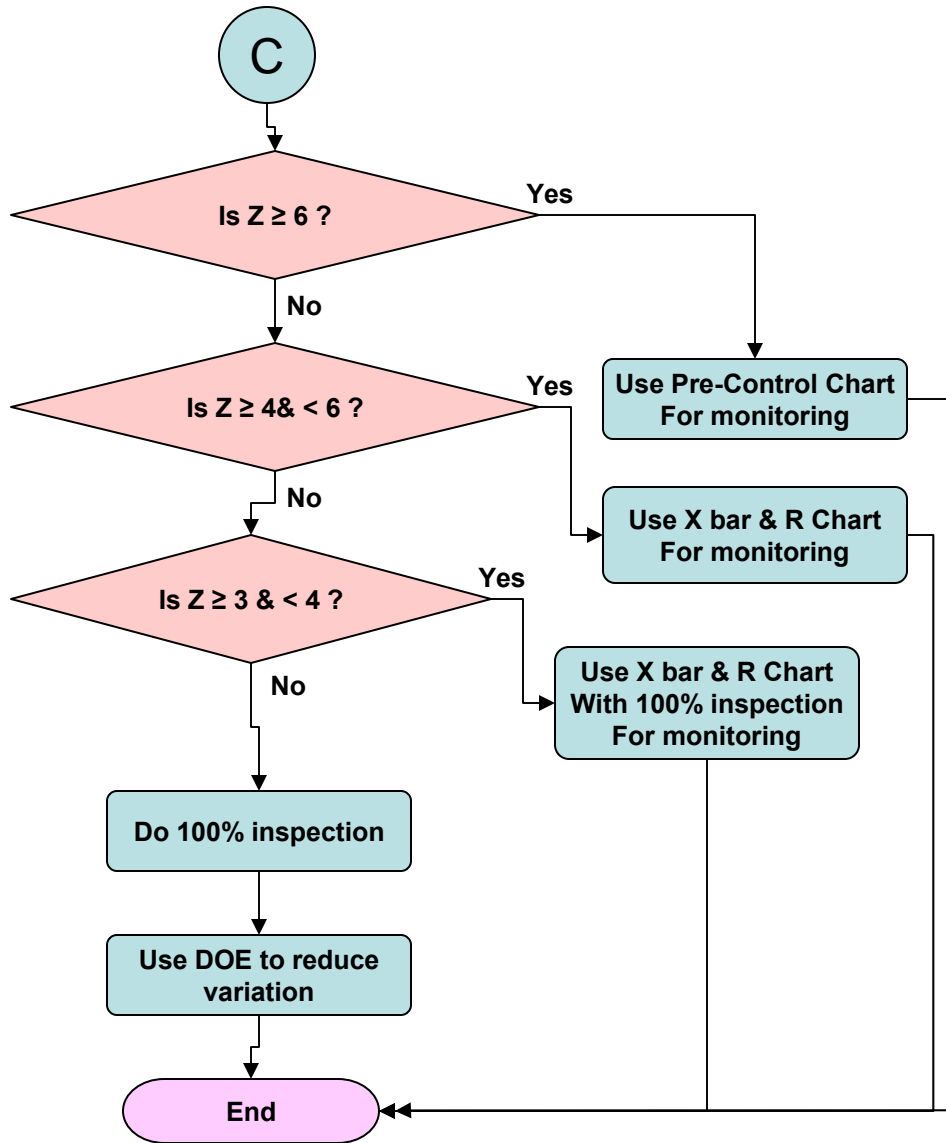 C
Is Z ≥ 6 ?
Yes
No
Is Z ≥ 4& < 6 ?
Yes
Use Pre-Control Chart
For monitoring
No
Use X bar & R Chart
For monitoring
Is Z ≥ 3 & < 4 ?
Yes
No
Use X bar & R Chart
With 100% inspection
For monitoring
Do 100% inspection
Use DOE to reduce
variation
End